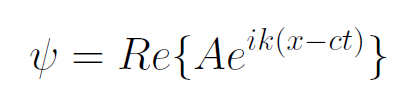 ψ = Re{Ae^{ik(x−ct)}}